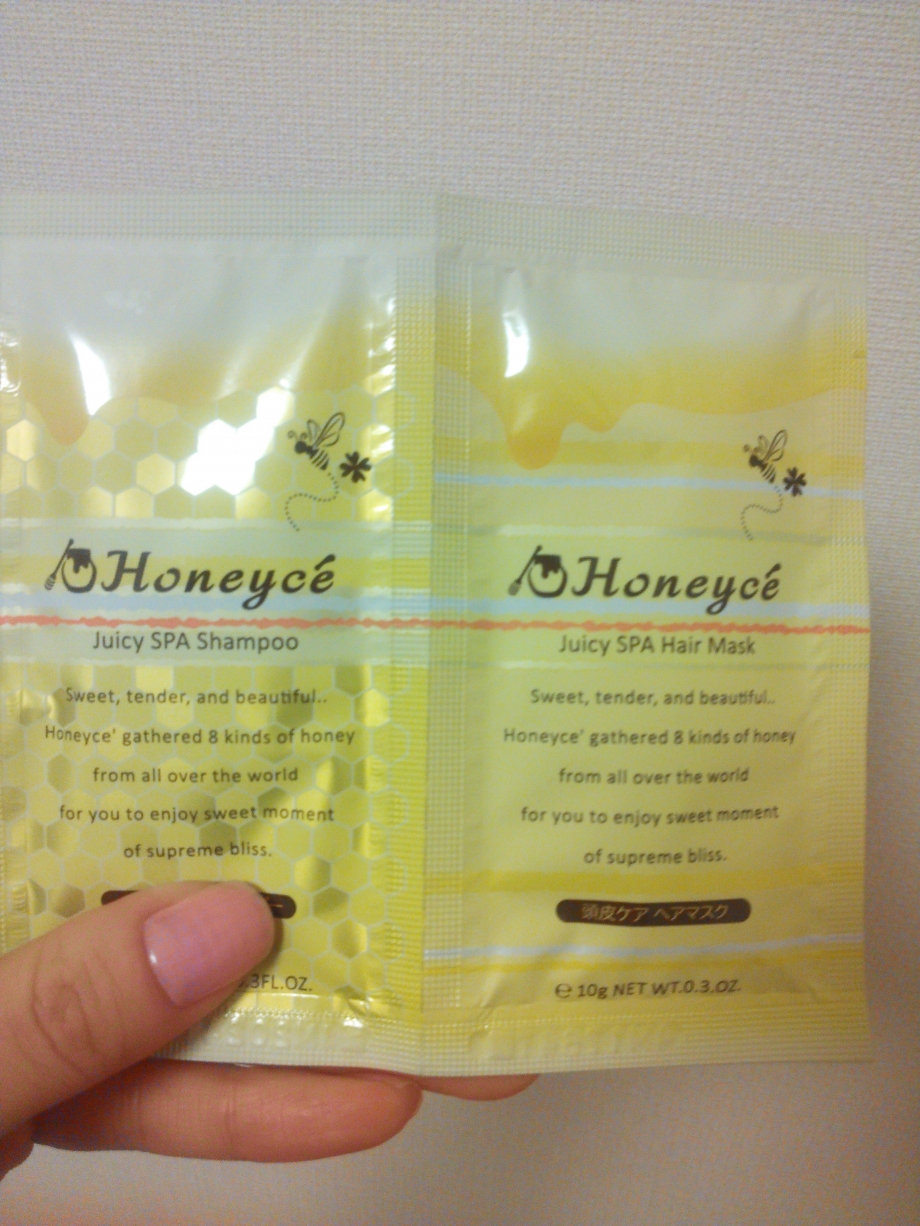 Honeycé
Juicy SPA Shampoo
Sweet, tender, and beautiful..
Honeyce' gathered 8 kinds of honey
from all over the world
for you to enjoy sweet moment
of supreme bliss.
.3FL.OZ.
Honeycé
Juicy SPA Hair Mask
Sweet, tender, and beautiful..
Honeyce' gathered 8 kinds of honey
from all over the world
for you to enjoy sweet moment
of supreme bliss.
頭皮ケア ヘアマスク
℮ 10g NET WT.0.3.OZ.